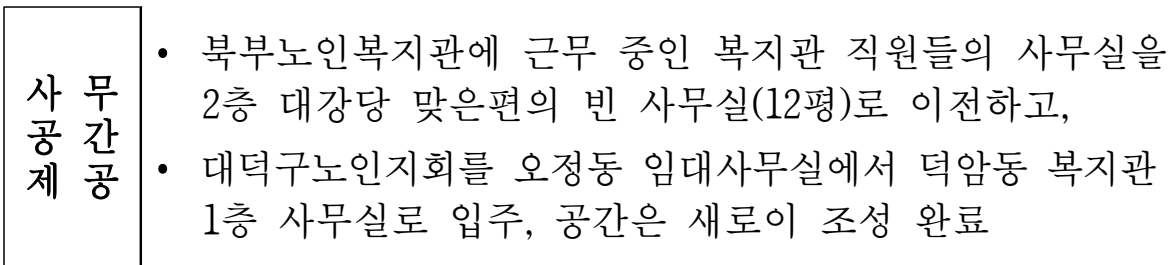 사 무
공 간
제 공
• 북부노인복지관에 근무 중인 복지관 직원들의 사무실을
2층 대강당 맞은편의 빈 사무실(12평)로 이전하고,
• 대덕구노인지회를 오정동 임대사무실에서 덕암동 복지관
1층 사무실로 입주, 공간은 새로이 조성 완료